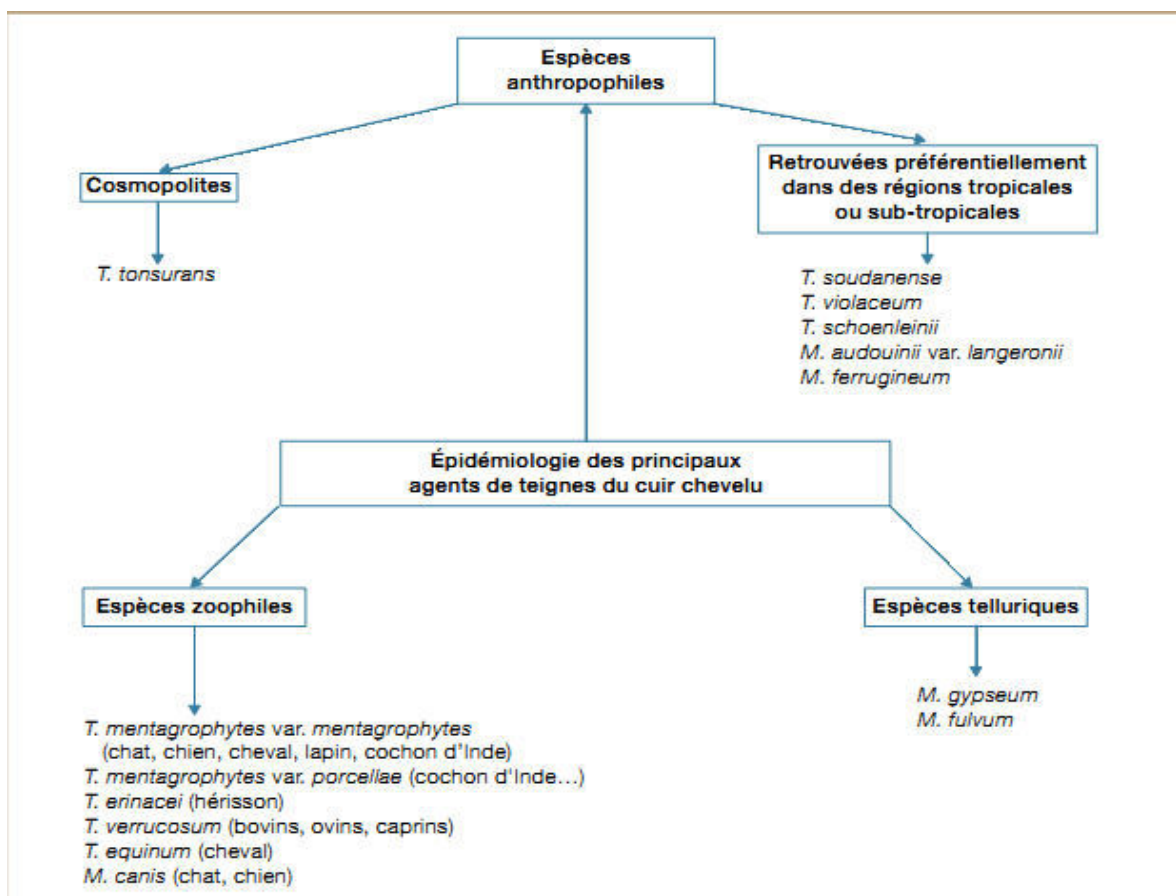 Espèces
anthropophiles
Cosmopolites
T. tonsurans
Retrouvées préférentiellement
dans des régions tropicales
ou sub-tropicales
T. soudanense
T. violaceum
T. schoenleinii
M. audouinii var. langeronii
M. ferrugineum
Épidémiologie des principaux
agents de teignes du cuir chevelu
Espèces zoophiles
T. mentagrophytes var. mentagrophytes
(chat, chien, cheval, lapin, cochon d'Inde)
T. mentagrophytes var. porcellae (cochon d'Inde…)
T. erinacei (hérisson)
T. verrucosum (bovins, ovins, caprins)
T. equinum (cheval)
M. canis (chat, chien)
Espèces telluriques
M. gypseum
M. fulvum